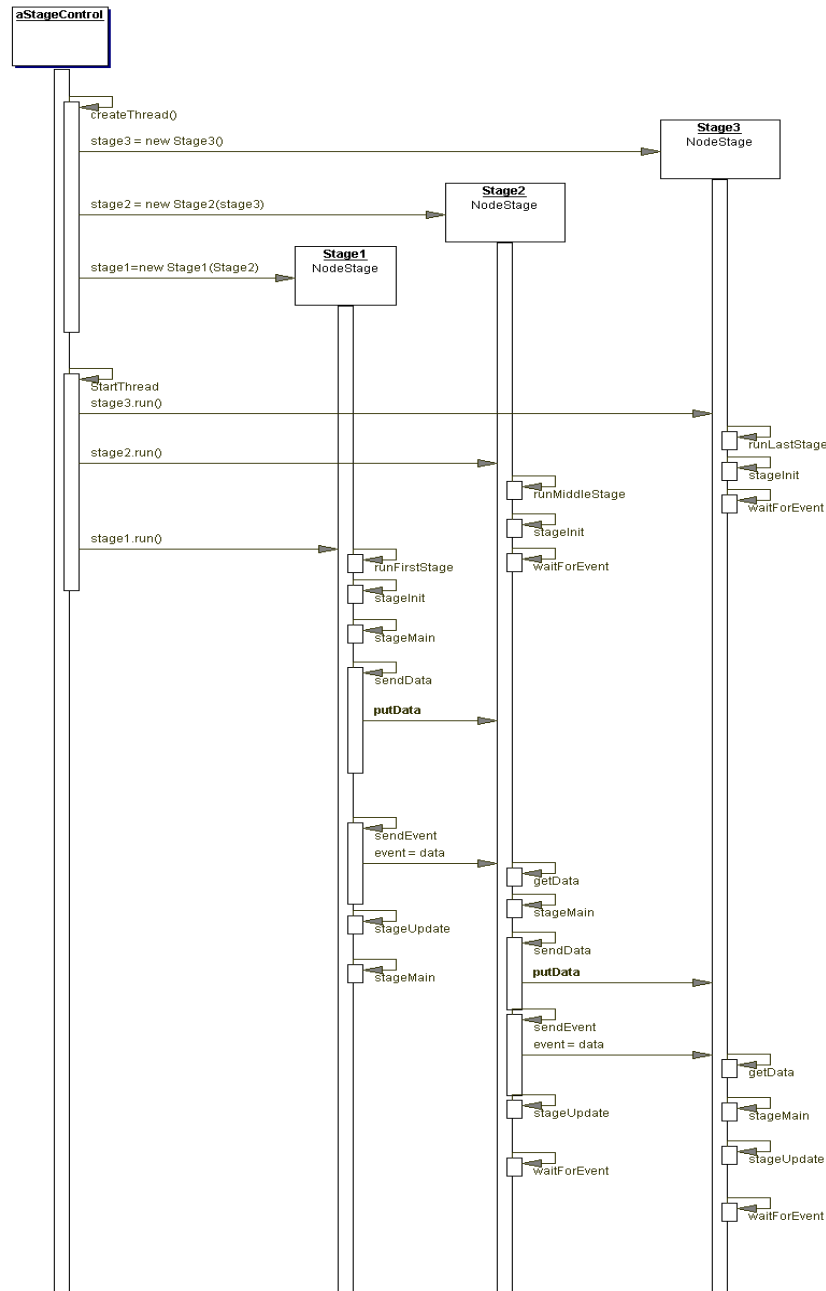 aStageControl
createThread()
stage3 = new Stage3()
Stage3
NodeStage
stage2 = new Stage2(stage3)
Stage2
NodeStage
stage1=new Stage1(Stage2)
Stage1
NodeStage
StartThread
stage3.run()
runLastStage
stage2.run()
stageInit
runMiddleStage
waitForEvent
stageInit
stage1.run()
runFirstStage
waitForEvent
stageInit
stageMain
sendData
putData
sendEvent
event = data
getData
stageMain
stageUpdate
sendData
stageMain
putData
sendEvent
event = data
getData
stageUpdate
stageMain
stageUpdate
waitForEvent
waitForEvent